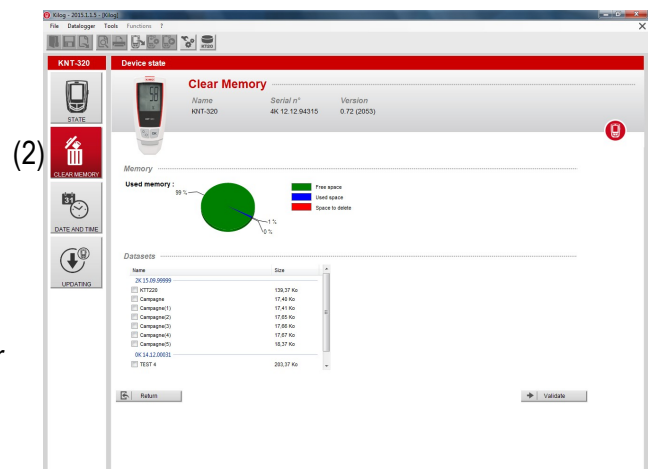 Kilog - 2015.1.1.5 - [Kilog]
File Datalogger Tools Functions ?
KNT-320
Device state
Clear Memory
Name Serial n° Version
KNT-320 4K 12.12.94315 0.72 (2053)
STATE
(2)
CLEAR MEMORY
DATE AND TIME
UPDATING
Memory
Used memory :
99 %
1 %
0 %
Free space
Used space
Space to delete
Datasets
Name Size
2K 15.09.99999
KTT220 139,37 Ko
Campagne 17,40 Ko
Campagne(1) 17,41 Ko
Campagne(2) 17,65 Ko
Campagne(3) 17,66 Ko
Campagne(4) 17,67 Ko
Campagne(5) 18,37 Ko
0K 14.12.00031
TEST 4 203,37 Ko
r
Return
Validate